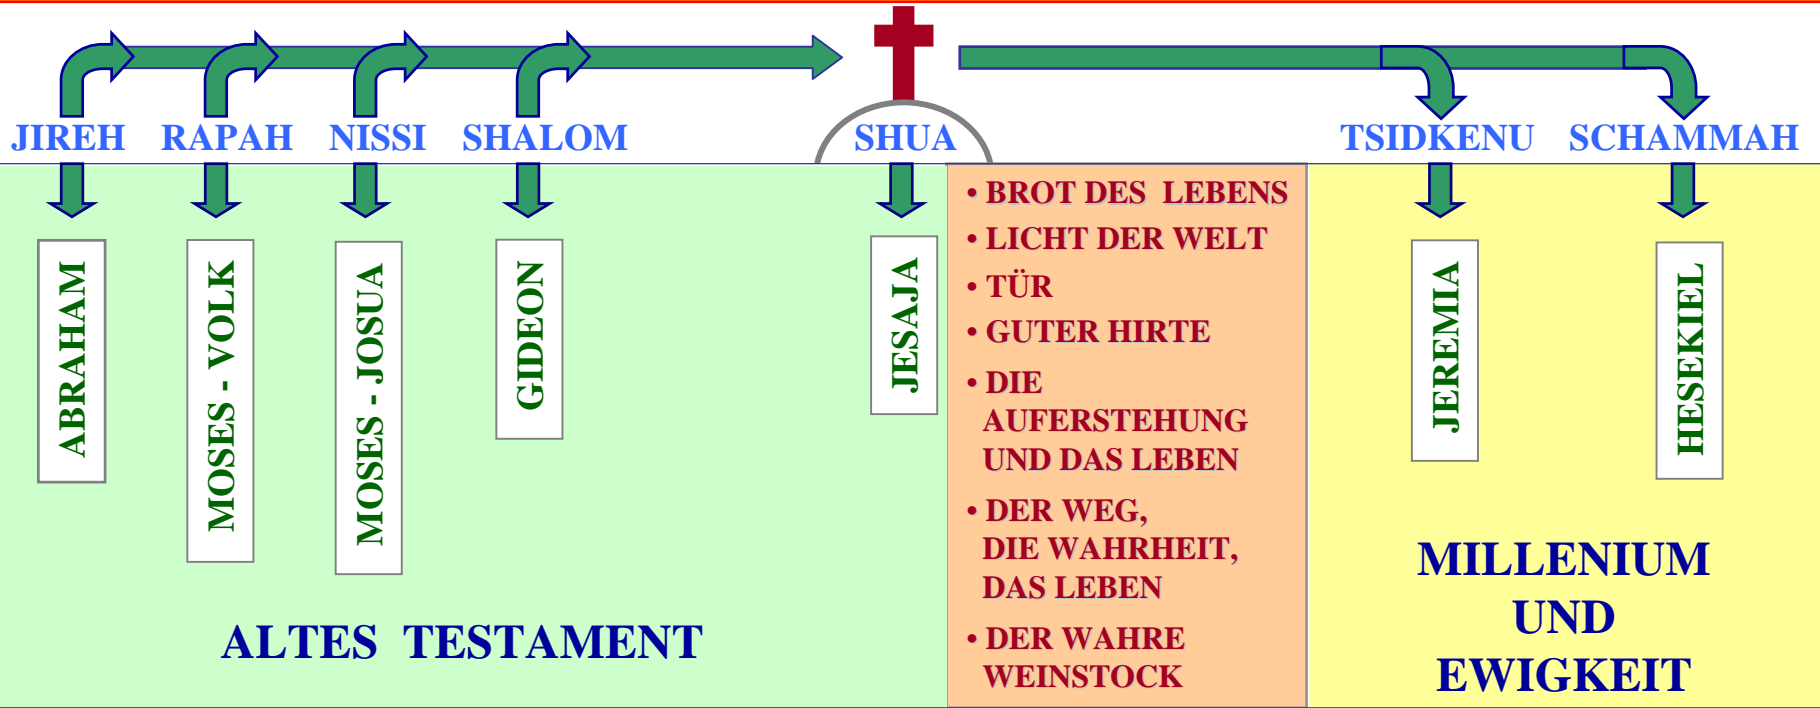 JIREH RAPAH NISSI SHALOM SHUA TSIDKENU SCHAMMAH
ABRAHAM
MOSES - VOLK
MOSES - JOSUA
GIDEON
JESAJA
ALTES TESTAMENT
• BROT DES LEBENS
• LICHT DER WELT
• TÜR
• GUTER HIRTE
• DIE
AUFERSTEHUNG
UND DAS LEBEN
• DER WEG,
DIE WAHRHEIT,
DAS LEBEN
• DER WAHRE
WEINSTOCK
JEREMIA
HESEKIEL
MILLENIUM
UND
EWIGKEIT